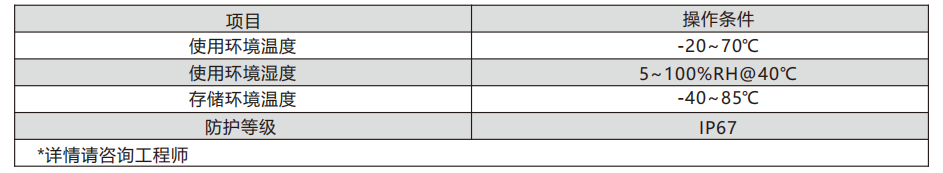 项目 操作条件
使用环境温度 -20~70℃
使用环境湿度 5~100%RH@40℃
存储环境温度 -40~85℃
防护等级 IP67
*详情请咨询工程师